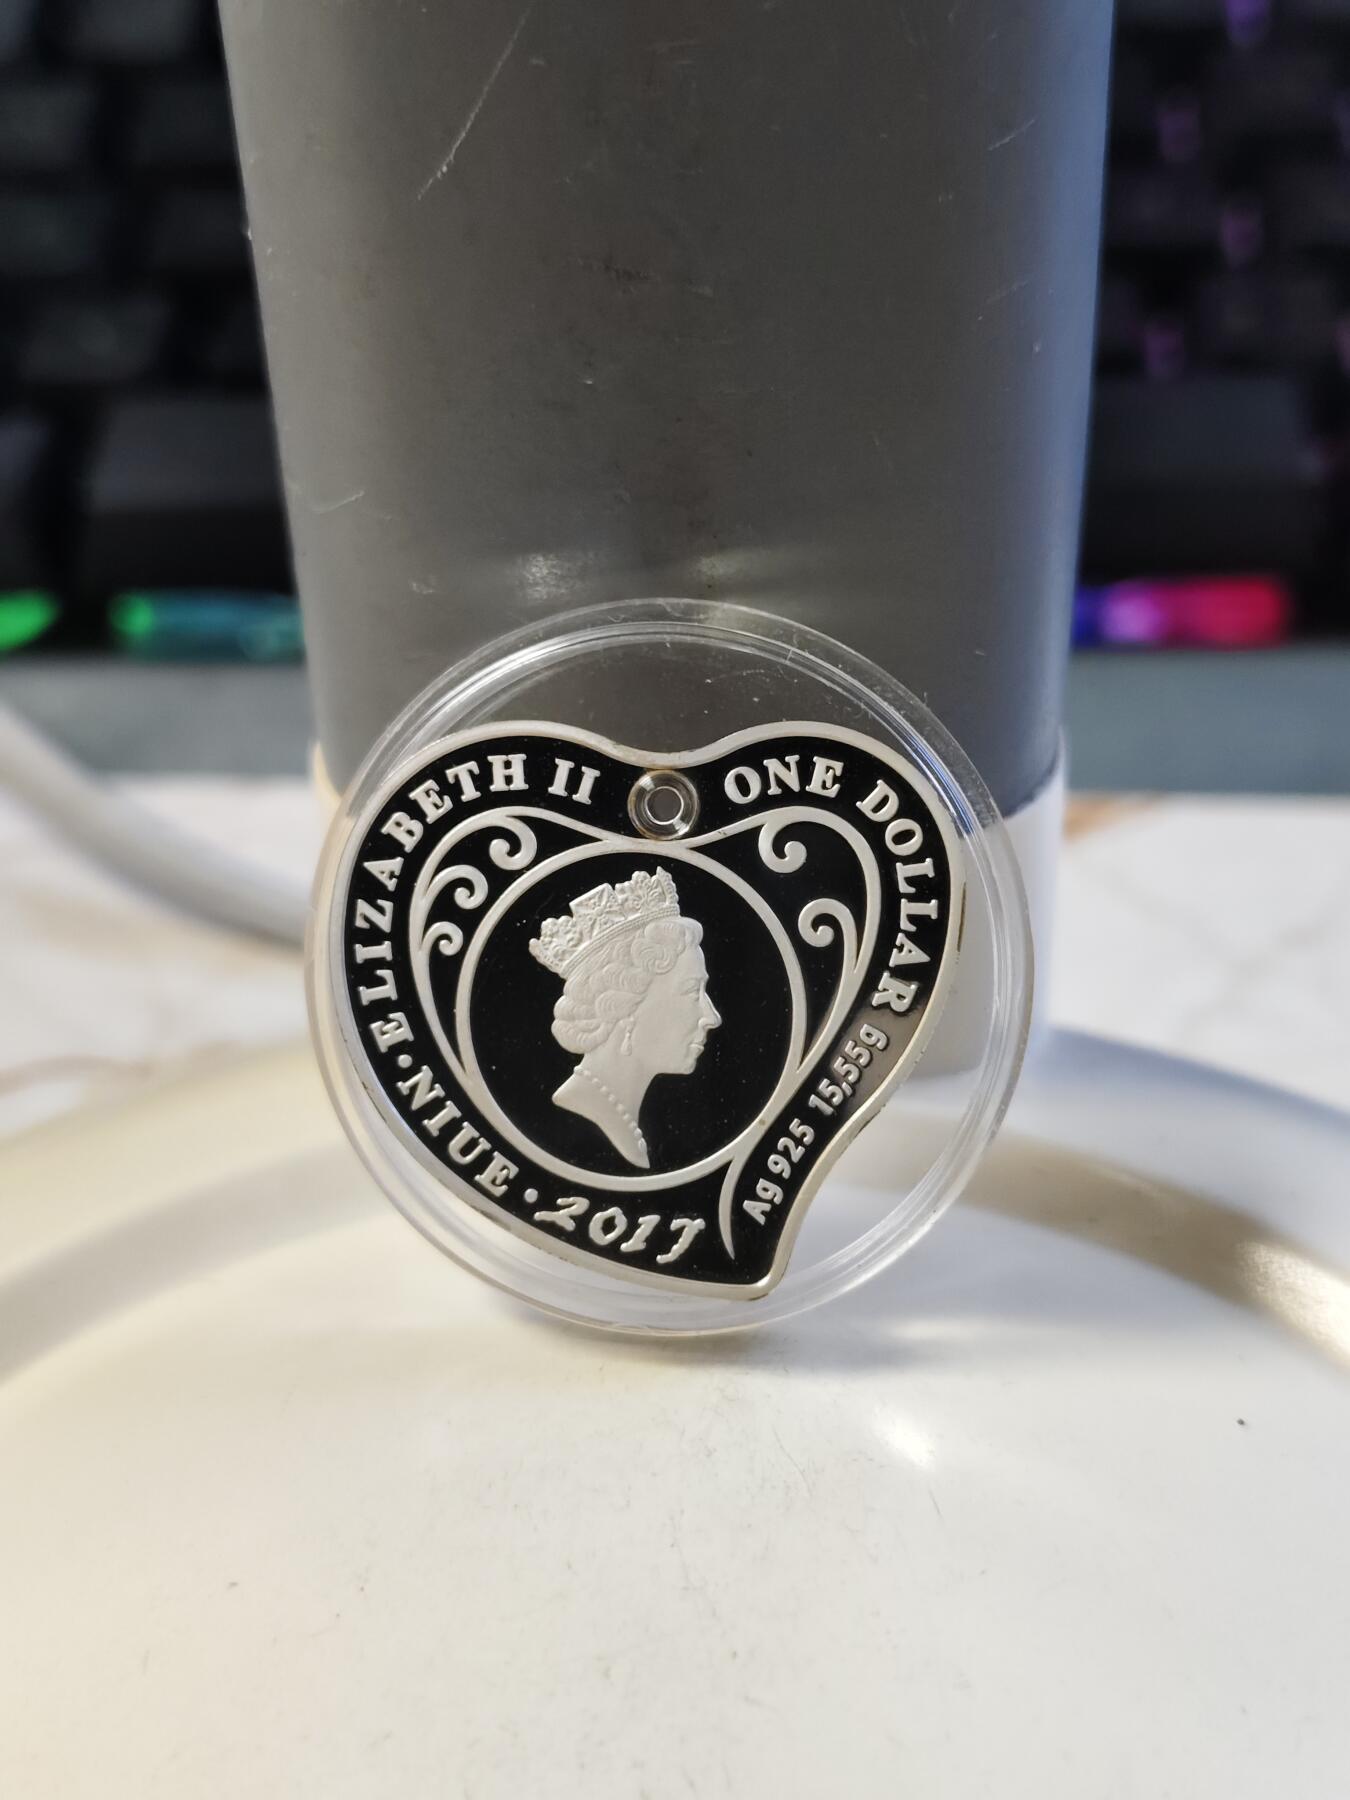 ELIZABETH II
ONE DOLLAR
Ag 925 15,55g
•NIUE•2017